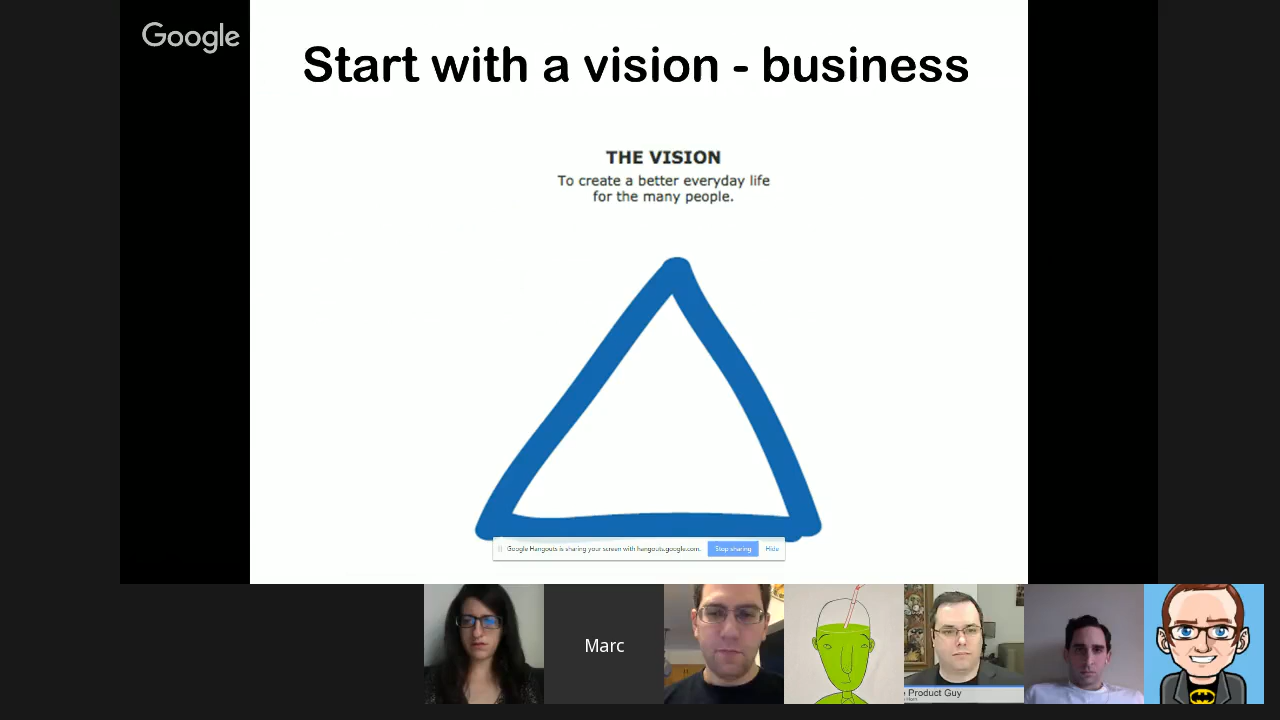 Google
Start with a vision - business
THE VISION
To create a better everyday life
for the many people.
Google Hangouts is sharing your screen with hangouts.google.com.
Stop sharing
Hide
Marc
Product Guy